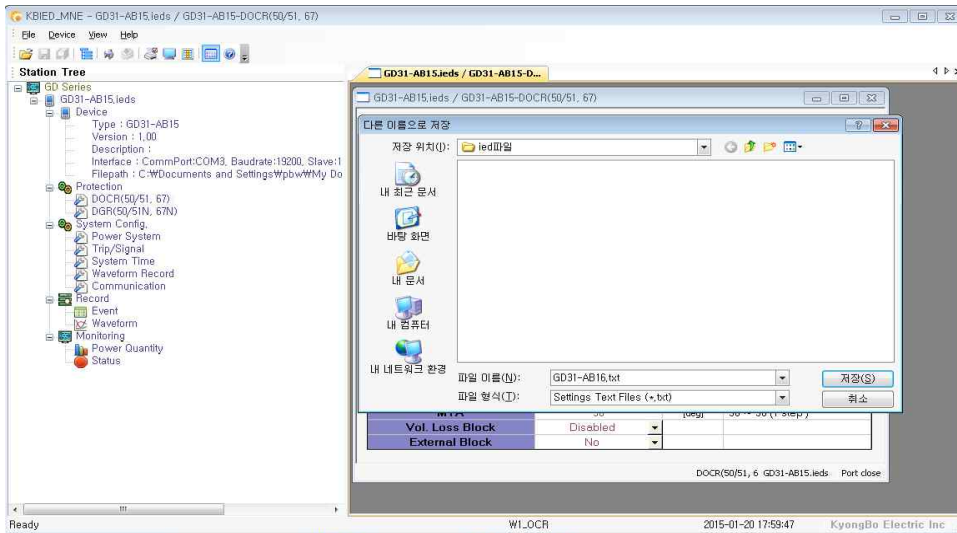 KBIED_MNE - GD31-AB15.ieds / GD31-AB15-DOCR(50/51, 67)
File Device View Help
Station Tree
GD Series
GD31-AB15.ieds
Device
Type : GD31-AB15
Version : 1.00
Description :
Interface : CommPort:COM3, Baudrate:19200, Slave:1
Filepath : C:₩Documents and Settings₩pbw₩My Do
Protection
DOCR(50/51, 67)
DGR(50/51N, 67N)
System Config.
Power System
Trip/Signal
System Time
Waveform Record
Communication
Record
Event
Waveform
Monitoring
Power Quantity
Status
GD31-AB15.ieds / GD31-AB15-D...
GD31-AB15.ieds / GD31-AB15-DOCR(50/51, 67)
다른 이름으로 저장
저장 위치(I): ied파일
내 최근 문서
바탕 화면
내 문서
내 컴퓨터
내 네트워크 환경
파일 이름(N): GD31-AB16.txt 저장(S)
파일 형식(T): Settings Text Files (*.txt) 취소
Vol. Loss Block Disabled
External Block No
DOCR(50/51, 6 GD31-AB15.ieds Port close
Ready W1_OCR 2015-01-20 17:59:47 KyongBo Electric Inc